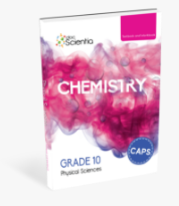 Scientia
CHEMISTRY
GRADE 10
Physical Sciences
CAPS